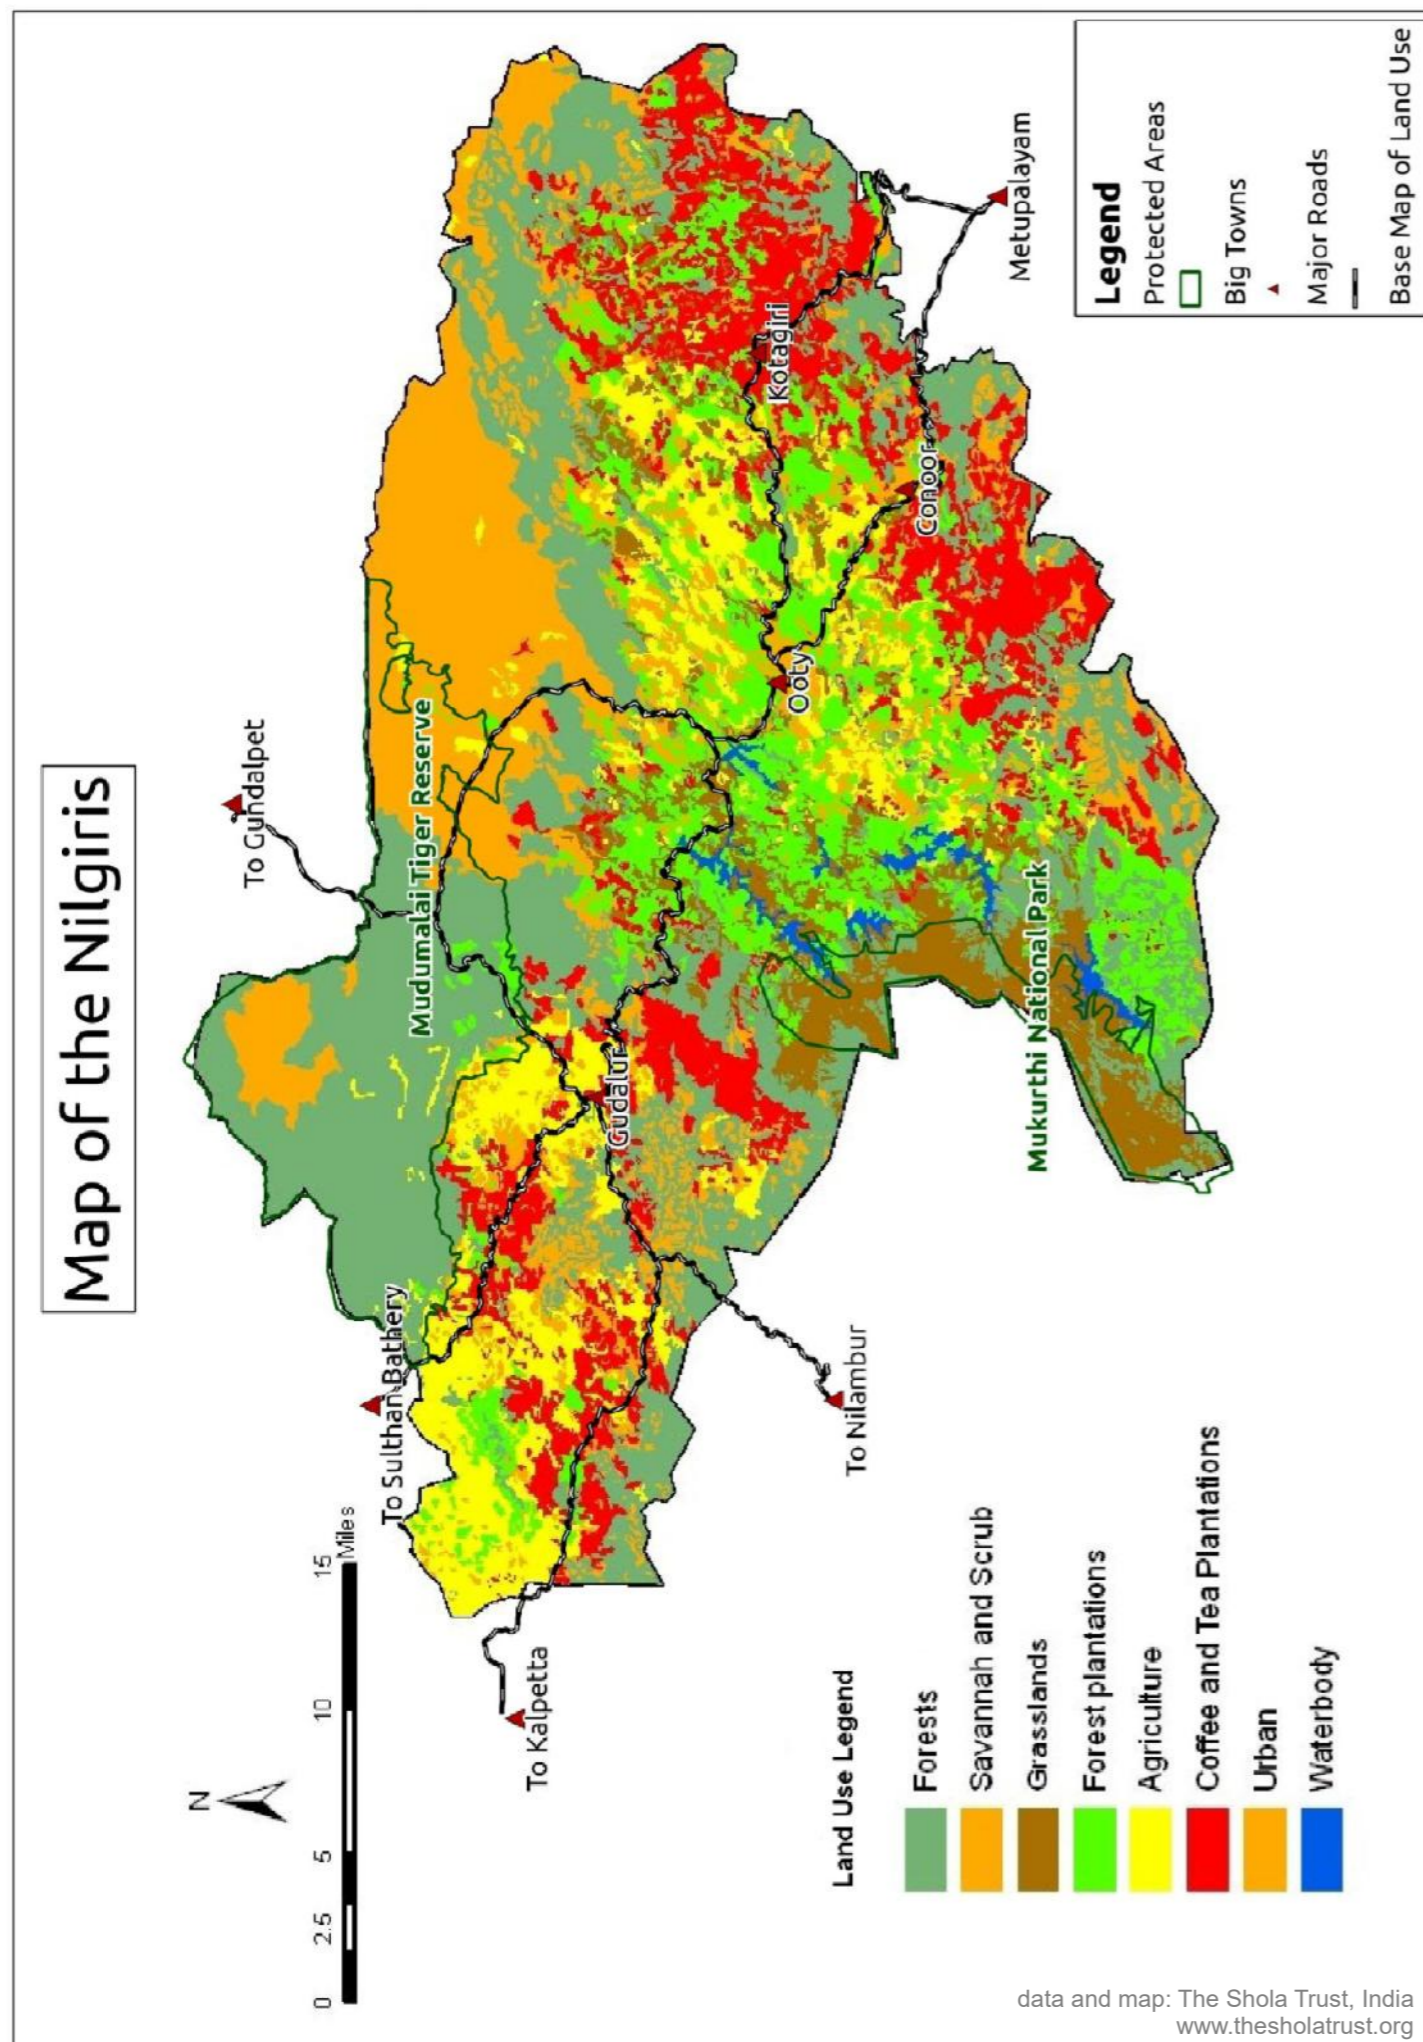 Map of the Nilgiris
N
0 2.5 5 10 15
Miles
To Gundalpet
To Sulthan Bathery
To Kalpetta
To Nilambur
Mudumalai Tiger Reserve
Gudalur
Ooty
Kotagiri
Conoor
Metupalayam
Mukurthi National Park
Land Use Legend
Forests
Savannah and Scrub
Grasslands
Forest plantations
Agriculture
Coffee and Tea Plantations
Urban
Waterbody
Legend
Protected Areas
Big Towns
Major Roads
Base Map of Land Use
data and map: The Shola Trust, India
www.thesholatrust.org